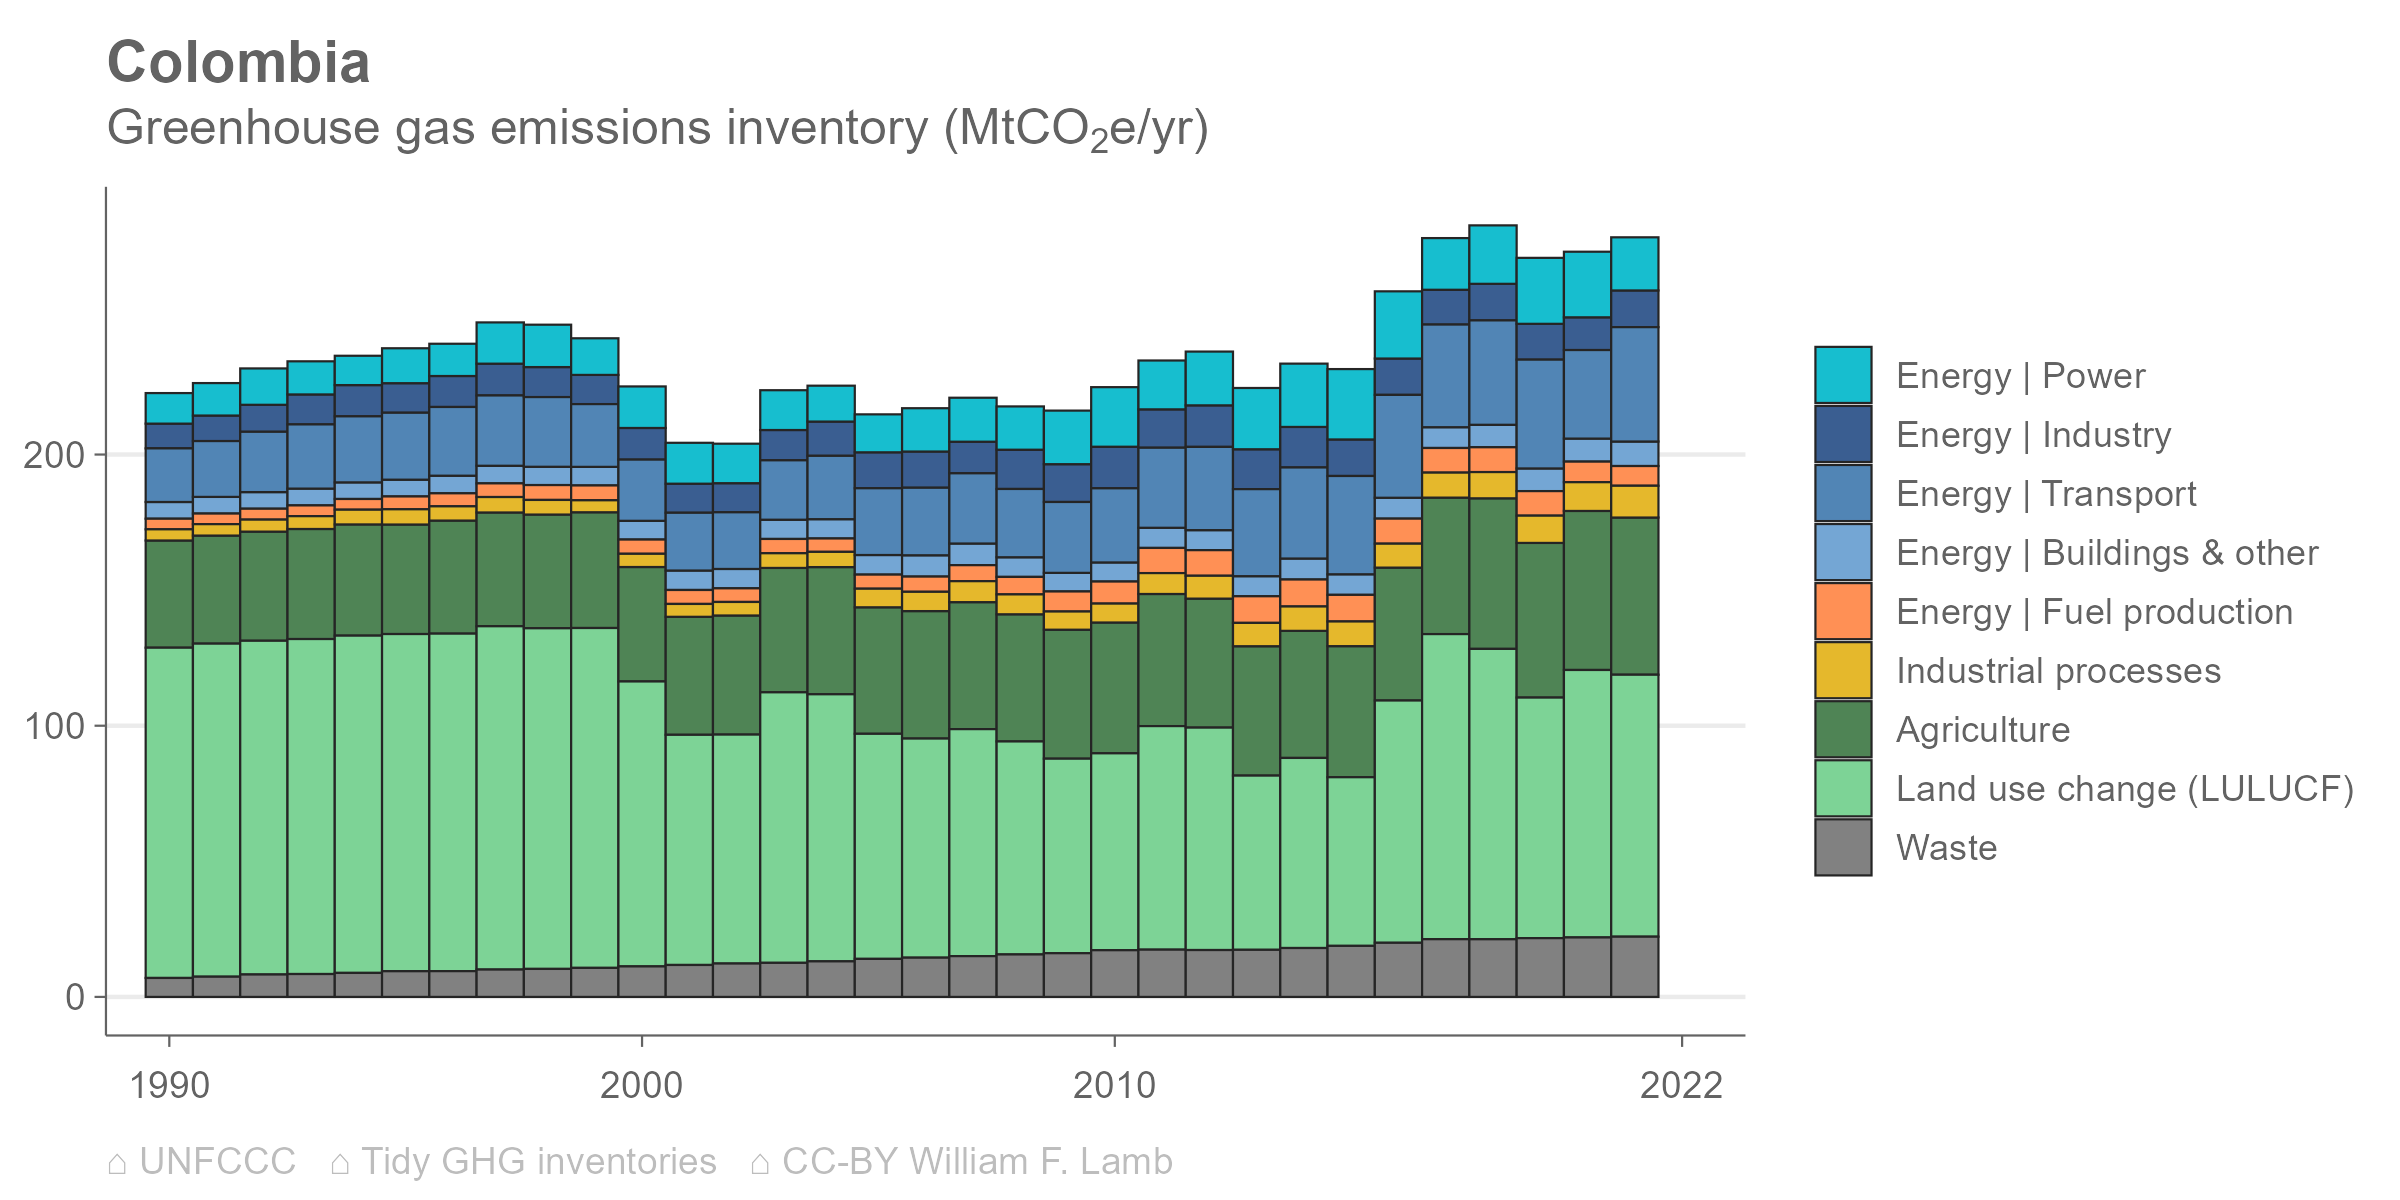 Colombia
Greenhouse gas emissions inventory (MtCO₂e/yr)
200
100
0
1990
2000
2010
2022
Energy | Power
Energy | Industry
Energy | Transport
Energy | Buildings & other
Energy | Fuel production
Industrial processes
Agriculture
Land use change (LULUCF)
Waste
⌂ UNFCCC ⌂ Tidy GHG inventories ⌂ CC-BY William F. Lamb